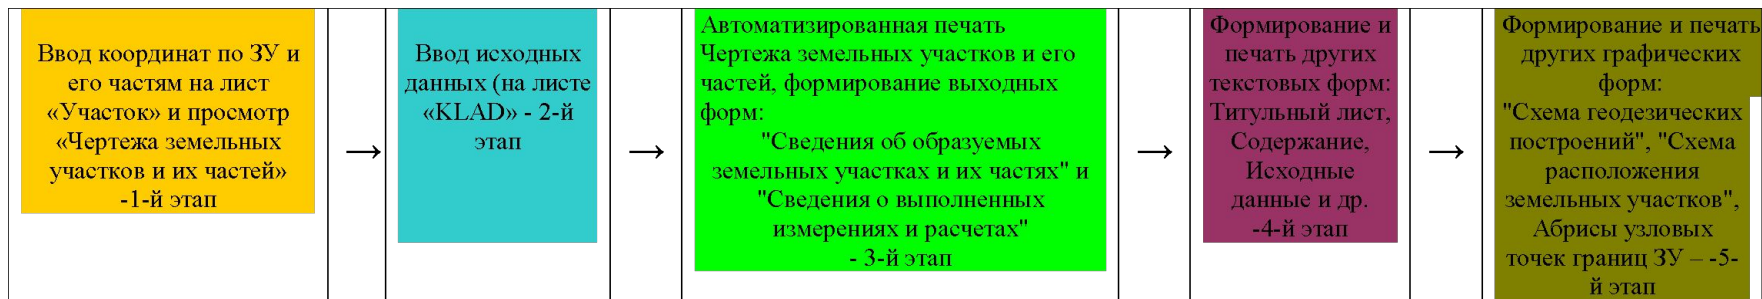 Ввод координат по ЗУ и
его частям на лист
«Участок» и просмотр
«Чертежа земельных
участков и их частей»
-1-й этап
→
Ввод исходных
данных (на листе
«KLAD» - 2-й
этап
→
Автоматизированная печать
Чертежа земельных участков и его
частей, формирование выходных
форм:
"Сведения об образуемых
земельных участках и их частях" и
"Сведения о выполненных
измерениях и расчетах"
- 3-й этап
→
Формирование и
печать других
текстовых форм:
Титульный лист,
Содержание,
Исходные
данные и др.
-4-й этап
→
Формирование и печать
других графических
форм:
"Схема геодезических
построений", "Схема
расположения
земельных участков",
Абрисы узловых
точек границ ЗУ – -5-
й этап